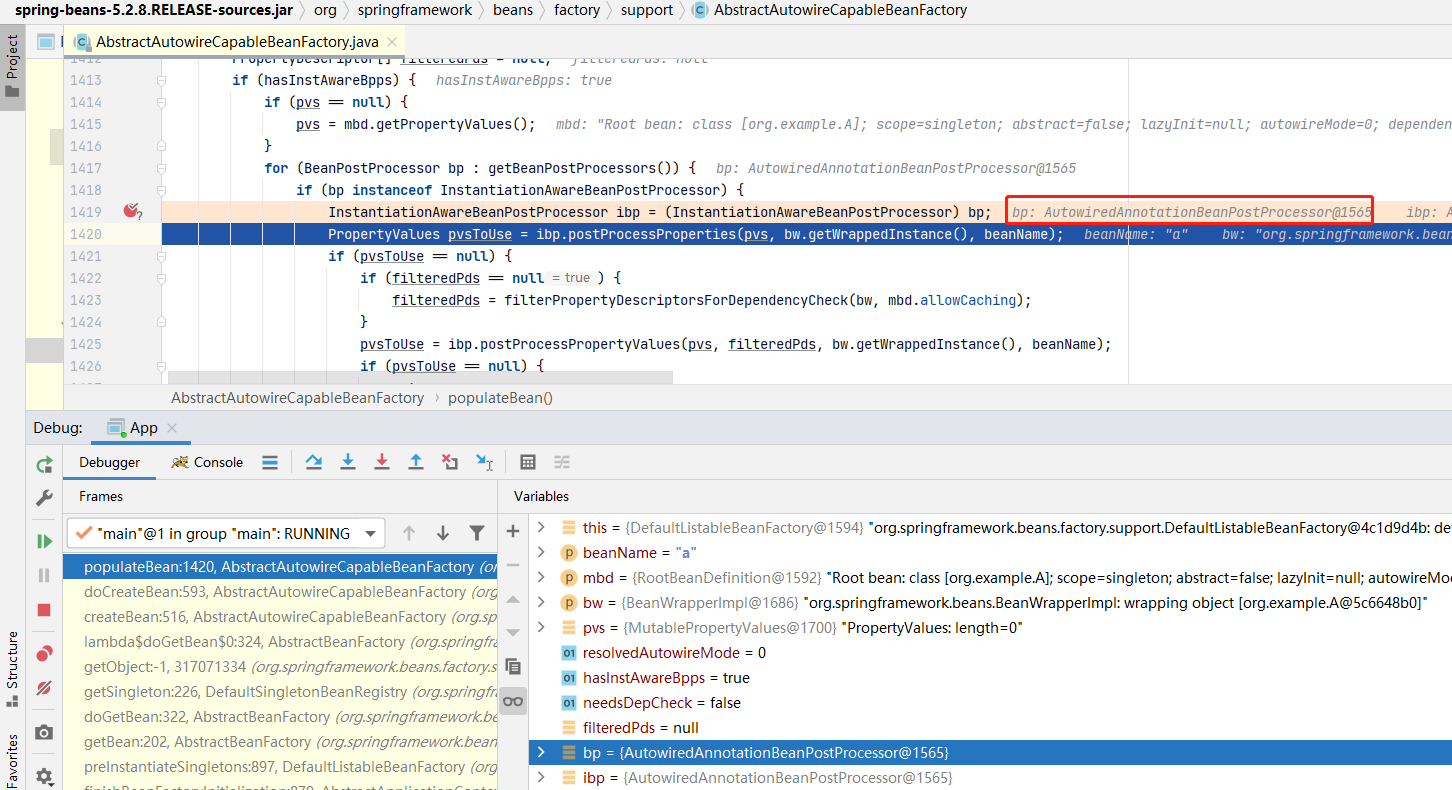 spring-beans-5.2.8.RELEASE-sources.jar org springframework beans factory support AbstractAutowireCapableBeanFactory
Project
AbstractAutowireCapableBeanFactory.java
1412 PropertyDescriptor[] filteredPds = null; filteredPds: null
1413 if (hasInstAwareBpps) { hasInstAwareBpps: true
1414 if (pvs == null) {
1415 pvs = mbd.getPropertyValues(); mbd: "Root bean: class [org.example.A]; scope=singleton; abstract=false; lazyInit=null; autowireMode=0; dependen
1416 }
1417 for (BeanPostProcessor bp : getBeanPostProcessors()) { bp: AutowiredAnnotationBeanPostProcessor@1565
1418 if (bp instanceof InstantiationAwareBeanPostProcessor) {
1419 InstantiationAwareBeanPostProcessor ibp = (InstantiationAwareBeanPostProcessor) bp; bp: AutowiredAnnotationBeanPostProcessor@1565 ibp: A
1420 PropertyValues pvsToUse = ibp.postProcessProperties(pvs, bw.getWrappedInstance(), beanName); beanName: "a" bw: "org.springframework.bean
1421 if (pvsToUse == null) {
1422 if (filteredPds == null = true ) {
1423 filteredPds = filterPropertyDescriptorsForDependencyCheck(bw, mbd.allowCaching);
1424 }
1425 pvsToUse = ibp.postProcessPropertyValues(pvs, filteredPds, bw.getWrappedInstance(), beanName);
1426 if (pvsToUse == null) {
AbstractAutowireCapableBeanFactory populateBean()
Debug: App
Debugger Console
Frames
"main"@1 in group "main": RUNNING
populateBean:1420, AbstractAutowireCapableBeanFactory (org
doCreateBean:593, AbstractAutowireCapableBeanFactory (org
createBean:516, AbstractAutowireCapableBeanFactory (org.sp
lambda$doGetBean$0:324, AbstractBeanFactory (org.springfr
getObject:-1, 317071334 (org.springframework.beans.factory.s
getSingleton:226, DefaultSingletonBeanRegistry (org.springf
doGetBean:322, AbstractBeanFactory (org.springframework.be
getBean:202, AbstractBeanFactory (org.springframework.bean
preInstantiateSingletons:897, DefaultListableBeanFactory (org
finishBeanFactoryInitialization:879, AbstractApplicationConte
Variables
this = {DefaultListableBeanFactory@1594} "org.springframework.beans.factory.support.DefaultListableBeanFactory@4c1d9d4b: de
beanName = "a"
mbd = {RootBeanDefinition@1592} "Root bean: class [org.example.A]; scope=singleton; abstract=false; lazyInit=null; autowireMode
bw = {BeanWrapperImpl@1686} "org.springframework.beans.BeanWrapperImpl: wrapping object [org.example.A@5c6648b0]"
pvs = {MutablePropertyValues@1700} "PropertyValues: length=0"
resolvedAutowireMode = 0
hasInstAwareBpps = true
needsDepCheck = false
filteredPds = null
bp = {AutowiredAnnotationBeanPostProcessor@1565}
ibp = {AutowiredAnnotationBeanPostProcessor@1565}
Structure
Favorites